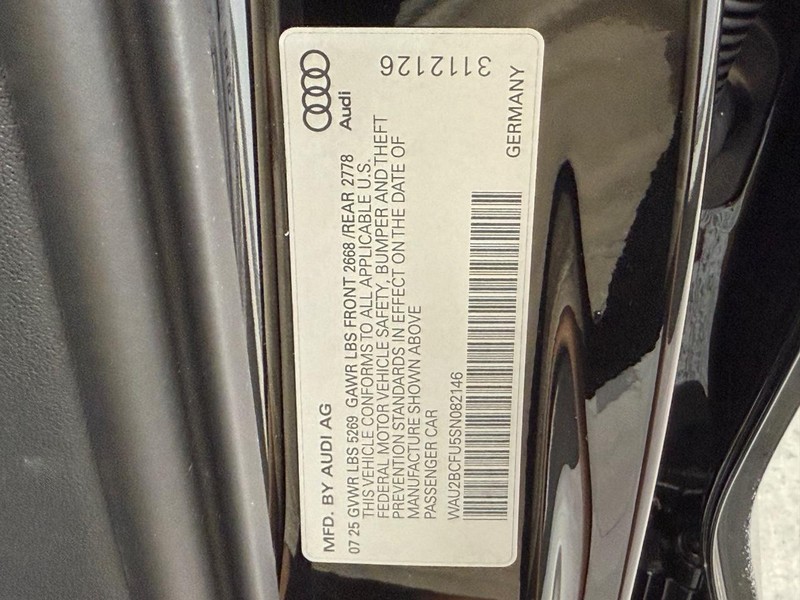 Audi
MFD. BY AUDI AG
07 25 GVWR LBS 5269 GAWR LBS FRONT 2668 /REAR 2778
THIS VEHICLE CONFORMS TO ALL APPLICABLE U.S.
FEDERAL MOTOR VEHICLE SAFETY, BUMPER AND THEFT
PREVENTION STANDARDS IN EFFECT ON THE DATE OF
MANUFACTURE SHOWN ABOVE
PASSENGER CAR
WAU2BCFU5SN082146
GERMANY
3112126